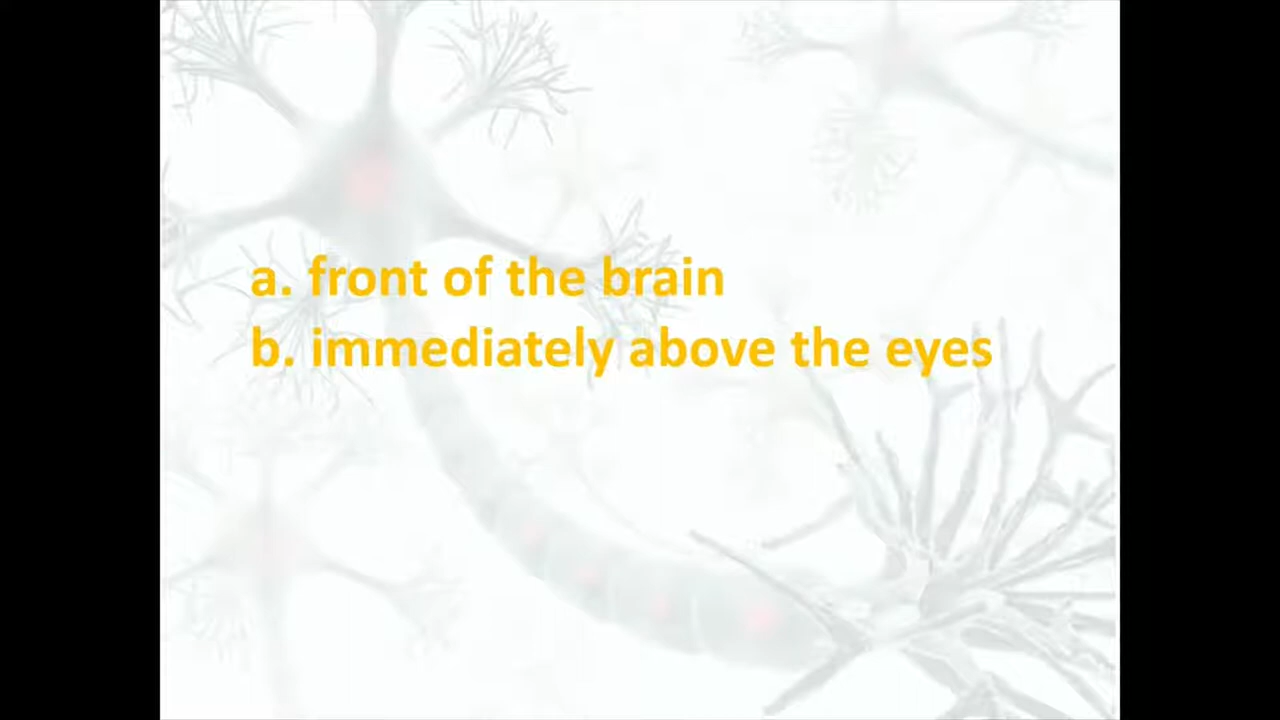 a. front of the brain
b. immediately above the eyes